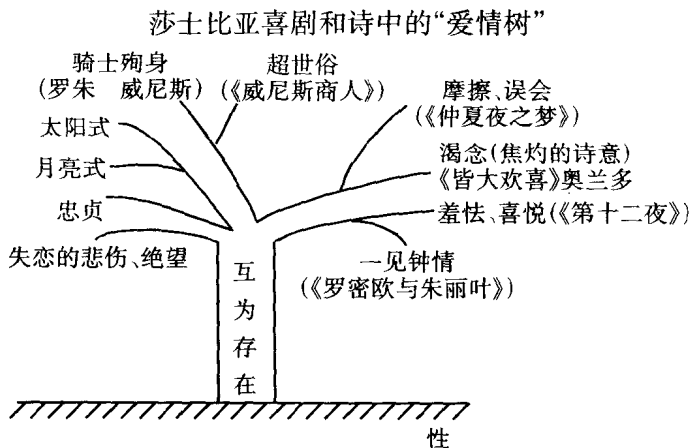 莎士比亚喜剧和诗中的“爱情树”
骑士殉身
(罗朱　威尼斯)
超世俗
(《威尼斯商人》)
太阳式
月亮式
忠贞
失恋的悲伤、绝望
摩擦、误会
(《仲夏夜之梦》)
渴念(焦灼的诗意)
《皆大欢喜》奥兰多
羞怯、喜悦(《第十二夜》)
一见钟情
(《罗密欧与朱丽叶》)
互
为
存
在
性